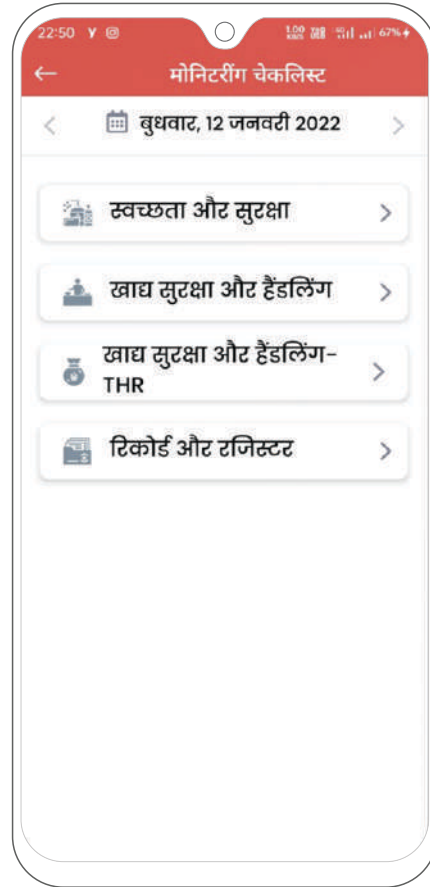 22:50
67%
मोनिटरींग चेकलिस्ट
बुधवार, 12 जनवरी 2022
स्वच्छता और सुरक्षा
खाद्य सुरक्षा और हैंडलिंग
खाद्य सुरक्षा और हैंडलिंग-
THR
रिकोर्ड और रजिस्टर